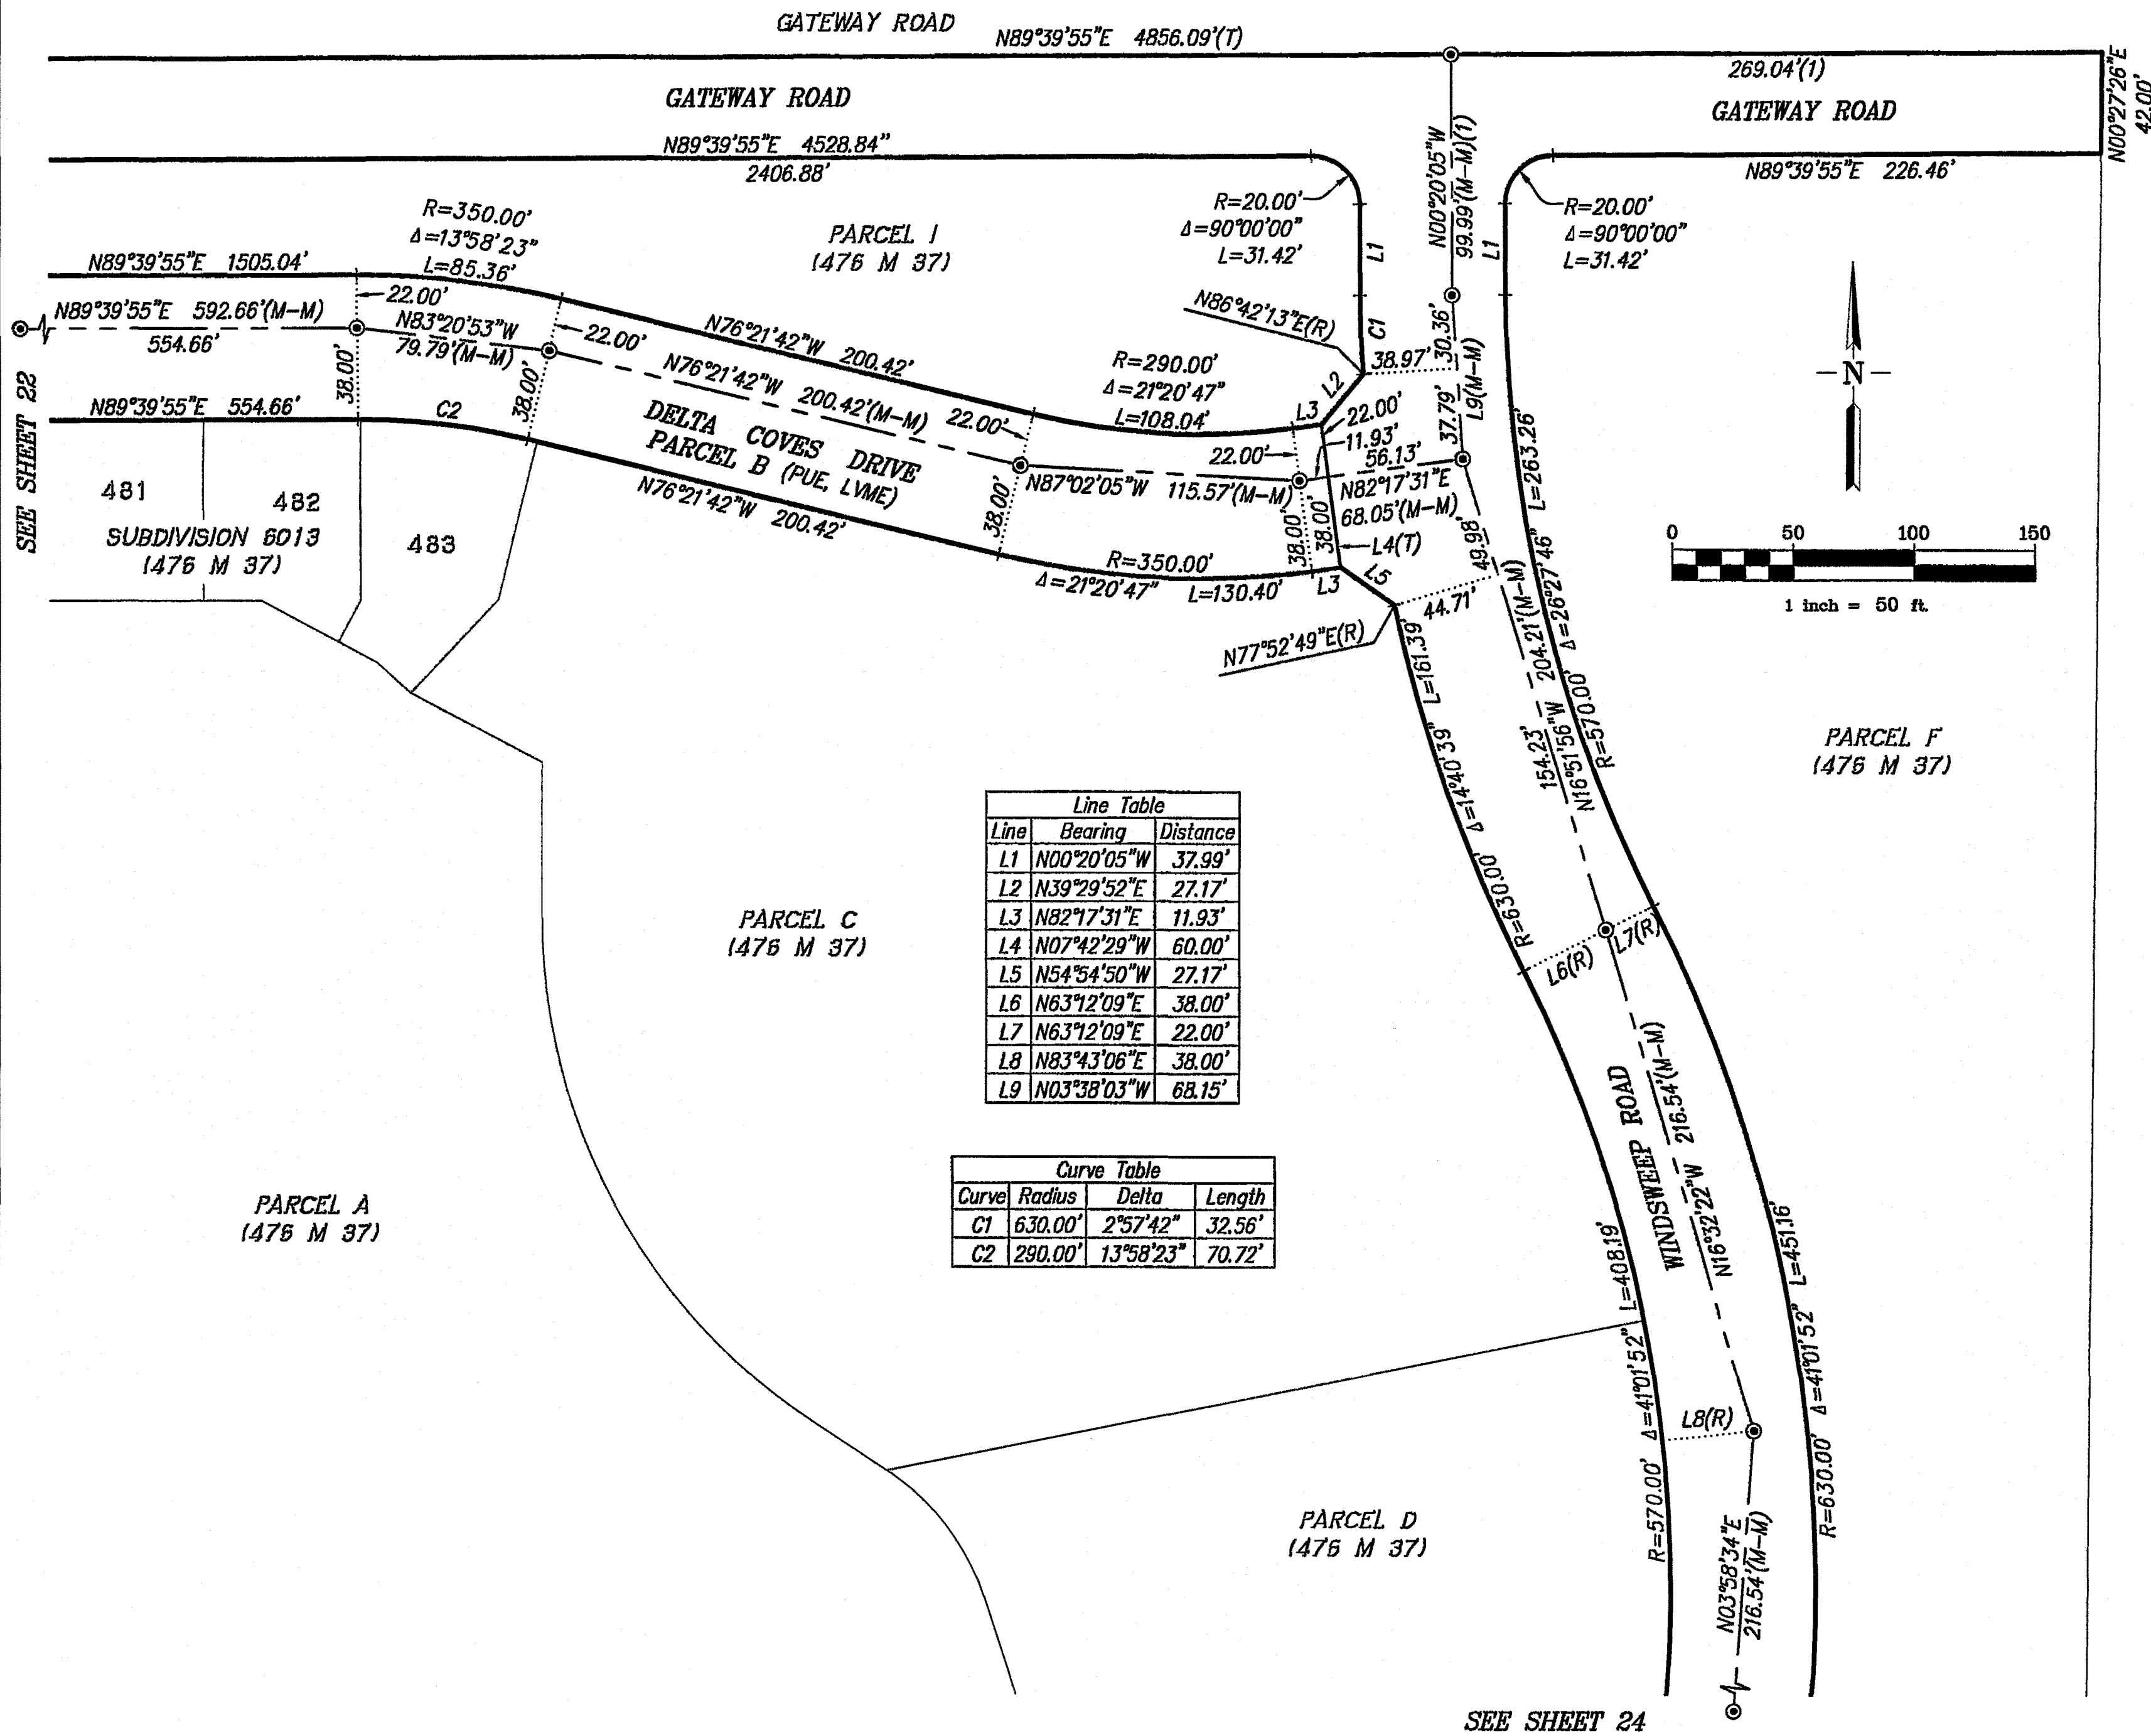 GATEWAY ROAD
N89°39'55"E 4856.09'(T)
269.04'(1)
N00°27'26"E
42.00'
GATEWAY ROAD
GATEWAY ROAD
N89°39'55"E 4528.84"
2406.88'
N89°39'55"E 226.46'
N00°20'05"W
99.99'(M-M)(1)
R=20.00'
Δ=90°00'00"
L=31.42'
R=20.00'
Δ=90°00'00"
L=31.42'
L1
L1
R=350.00'
Δ=13°58'23"
L=85.36'
PARCEL I
(476 M 37)
N89°39'55"E 1505.04'
22.00'
N89°39'55"E 592.66'(M-M)
554.66'
N83°20'53"W
79.79'(M-M)
22.00'
38.00'
38.00'
N76°21'42"W 200.42'
N76°21'42"W 200.42'(M-M)
22.00'
N86°42'13"E(R)
C1
38.97'
30.36'
37.79'
L9(M-M)
R=290.00'
Δ=21°20'47"
L=108.04'
L2
L3
22.00'
11.93'
56.13'
22.00'
N82°17'31"E
68.05'(M-M)
SEE SHEET 22
N89°39'55"E 554.66'
C2
DELTA COVES DRIVE
PARCEL B (PUE, LVME)
N76°21'42"W 200.42'
38.00'
N87°02'05"W 115.57'(M-M)
38.00'
38.00'
L4(T)
L5
L3
R=350.00'
Δ=21°20'47" L=130.40'
49.98'
44.71'
N77°52'49"E(R)
481
482
483
SUBDIVISION 6013
(476 M 37)
N
0 50 100 150
1 inch = 50 ft.
R=570.00' Δ=26°27'46" L=263.26'
154.23'
N16°51'56"W 204.21'(M-M)
R=630.00' Δ=14°40'39" L=161.39'
PARCEL F
(476 M 37)
L6(R)
L7(R)
Line Table
Line Bearing Distance
L1 N00°20'05"W 37.99'
L2 N39°29'52"E 27.17'
L3 N82°17'31"E 11.93'
L4 N07°42'29"W 60.00'
L5 N54°54'50"W 27.17'
L6 N63°12'09"E 38.00'
L7 N63°12'09"E 22.00'
L8 N83°43'06"E 38.00'
L9 N03°38'03"W 68.15'
PARCEL C
(476 M 37)
Curve Table
Curve Radius Delta Length
C1 630.00' 2°57'42" 32.56'
C2 290.00' 13°58'23" 70.72'
PARCEL A
(476 M 37)
WINDSWEEP ROAD
N16°32'22"W 216.54'(M-M)
R=570.00' Δ=41°01'52" L=408.19'
R=630.00' Δ=41°01'52" L=451.16'
L8(R)
PARCEL D
(476 M 37)
N03°58'34"E
216.54'(M-M)
SEE SHEET 24